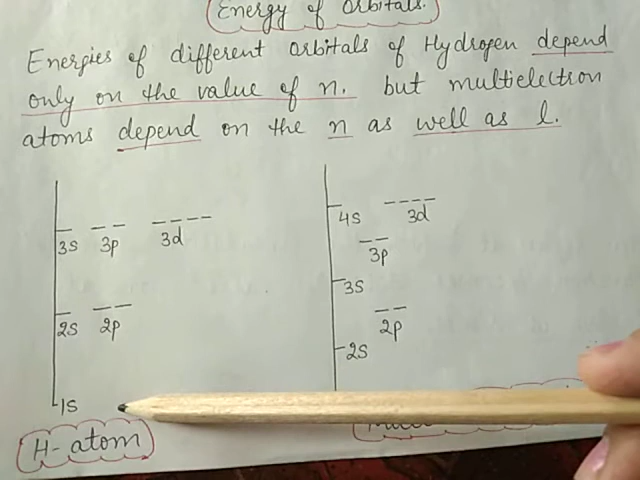 Energy of Orbitals.
Energies of different orbitals of Hydrogen depend
only on the value of n. but multielectron
atoms depend on the n as well as l.
3s 3p 3d
2s 2p
1s
H- atom
4s 3d
3p
3s
2p
2s